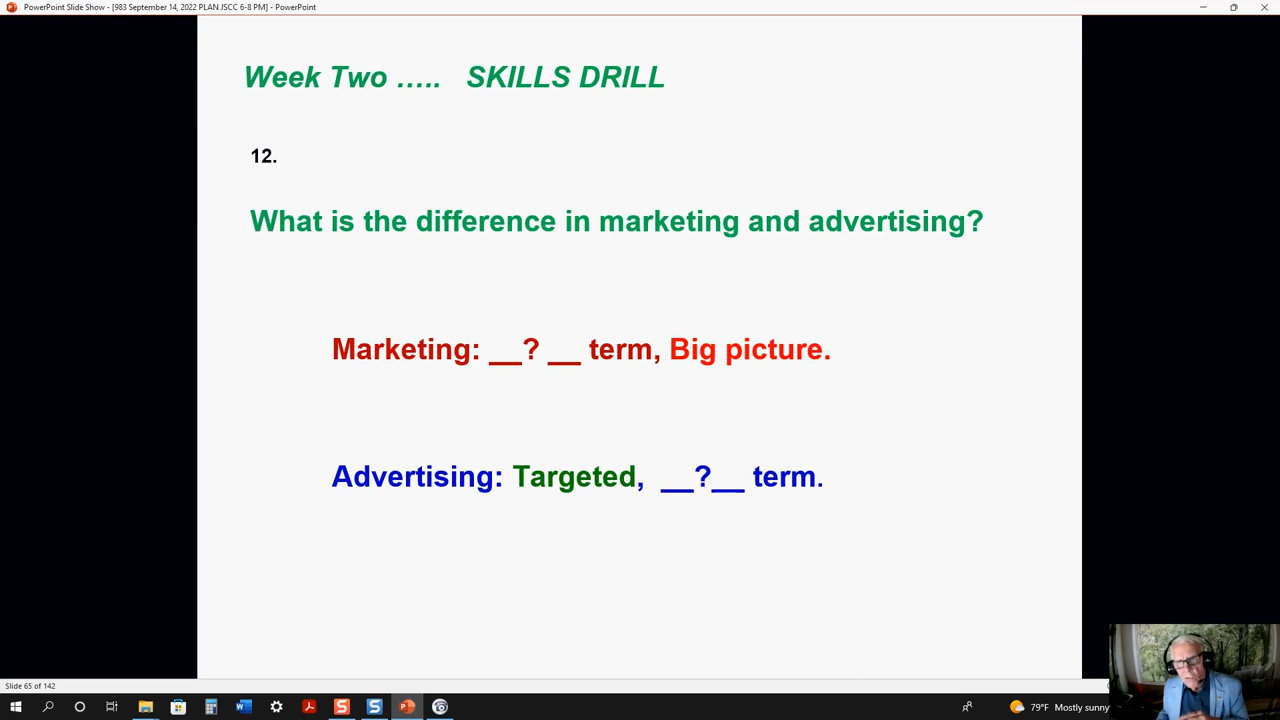 PowerPoint Slide Show - [983 September 14, 2022 PLAN JSCC 6-8 PM] - PowerPoint
Week Two ..... SKILLS DRILL
12.
What is the difference in marketing and advertising?
Marketing: __? __ term, Big picture.
Advertising: Targeted, __?__ term.
Slide 65 of 142
79°F Mostly sunny